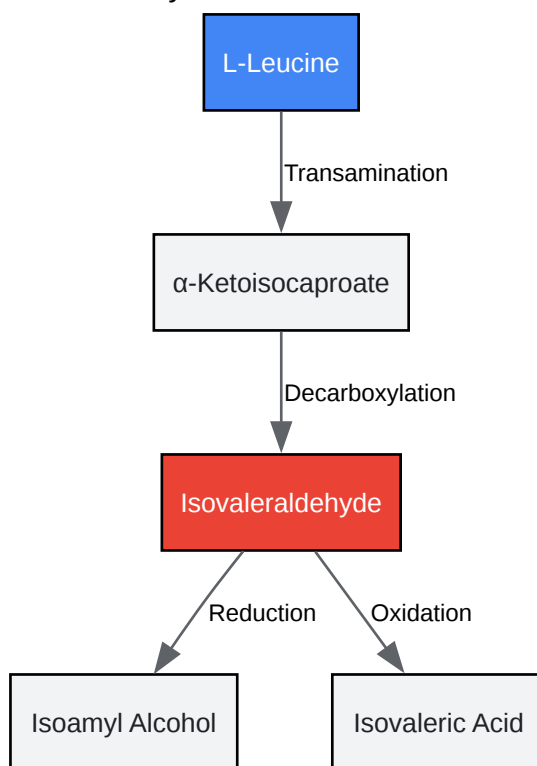 L-Leucine
Transamination
α-Ketoisocaproate
Decarboxylation
Isovaleraldehyde
Reduction
Oxidation
Isoamyl Alcohol
Isovaleric Acid